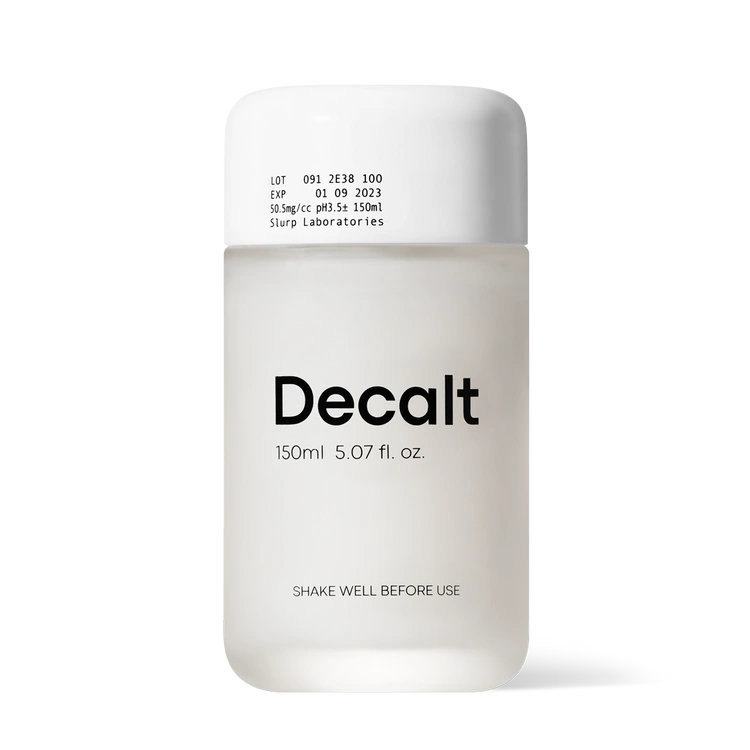 LOT 091 2E38 100
EXP 01 09 2023
50.5mg/cc pH3.5± 150ml
Slurp Laboratories
Decalt
150ml 5.07 fl. oz.
SHAKE WELL BEFORE USE